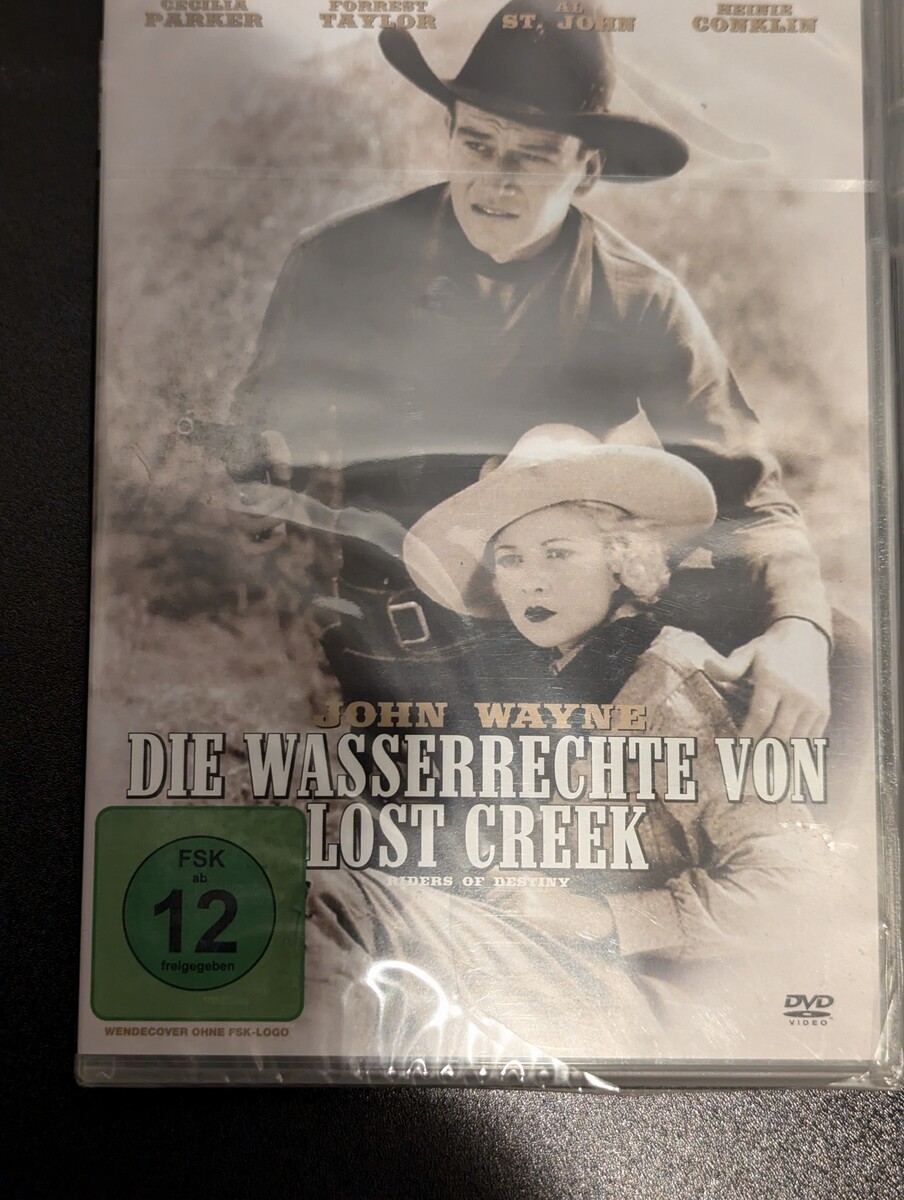 CECILIA PARKER
FORREST TAYLOR
AL ST. JOHN
HEINIE CONKLIN
JOHN WAYNE
DIE WASSERRECHTE VON
LOST CREEK
RIDERS OF DESTINY
FSK
ab
12
freigegeben
WENDECOVER OHNE FSK-LOGO
DVD
VIDEO